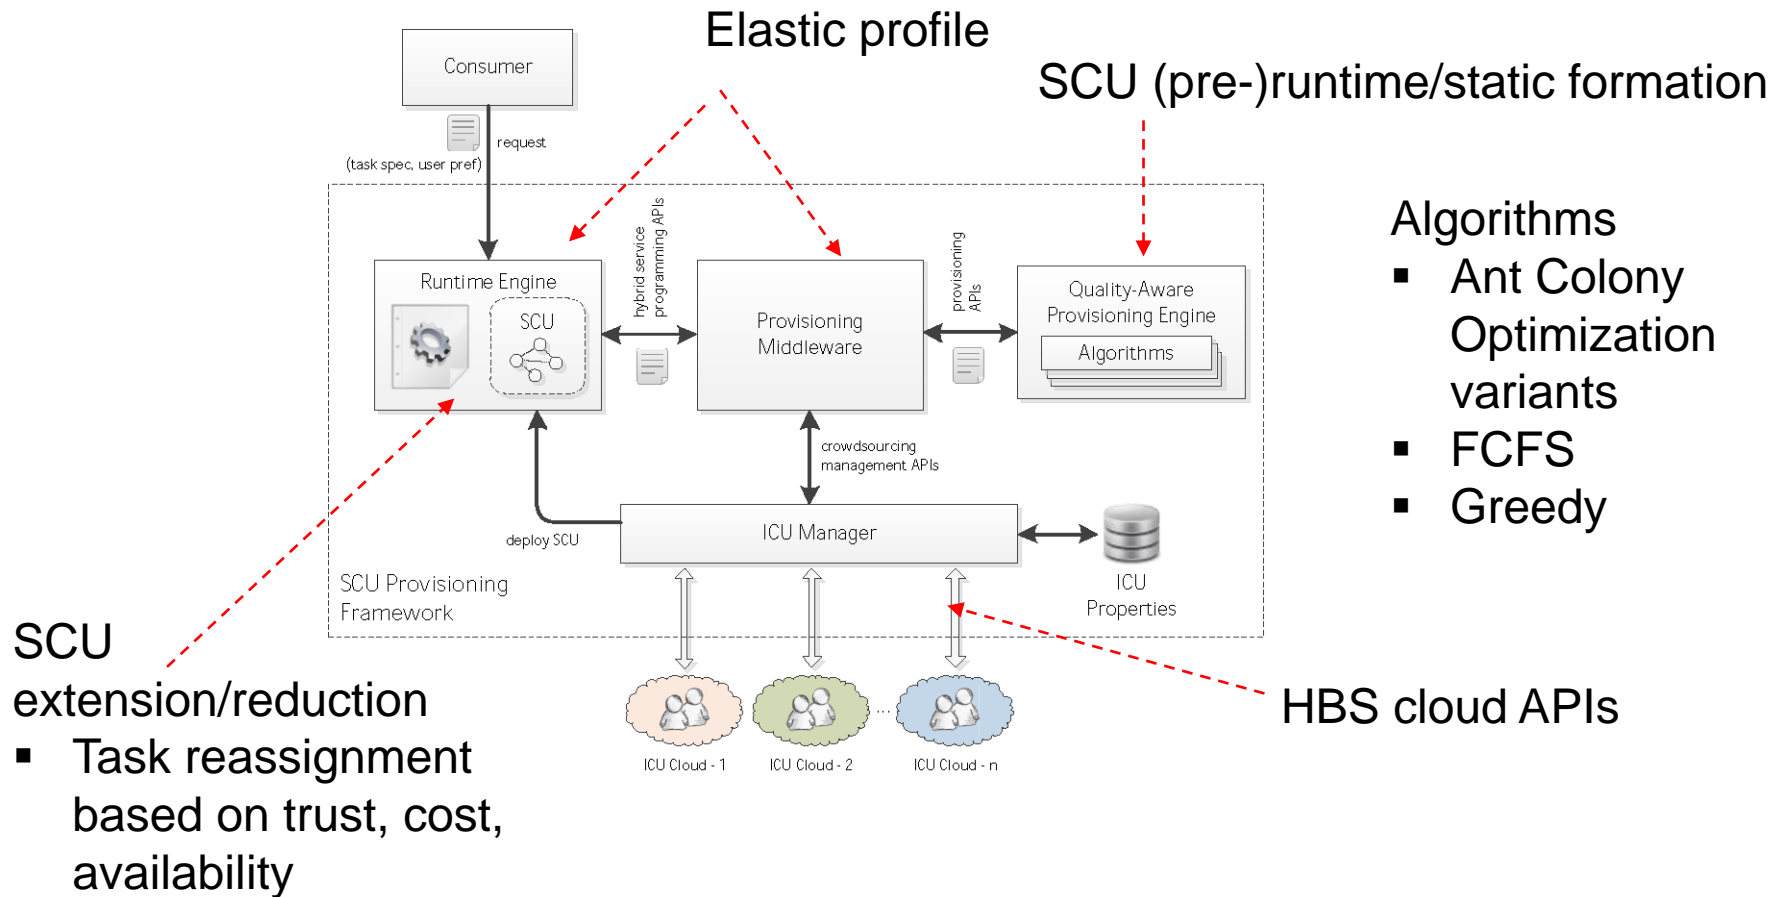 Elastic profile
SCU (pre-)runtime/static formation
Consumer
request
(task spec, user pref)
hybrid service
programming APIs
provisioning
APIs
Runtime Engine
SCU
Provisioning
Middleware
Quality-Aware
Provisioning Engine
Algorithms
crowdsourcing
management APIs
deploy SCU
ICU Manager
ICU
Properties
SCU Provisioning
Framework
ICU Cloud - 1
ICU Cloud - 2
...
ICU Cloud - n
Algorithms
▪ Ant Colony
Optimization
variants
▪ FCFS
▪ Greedy
SCU
extension/reduction
▪ Task reassignment
based on trust, cost,
availability
HBS cloud APIs